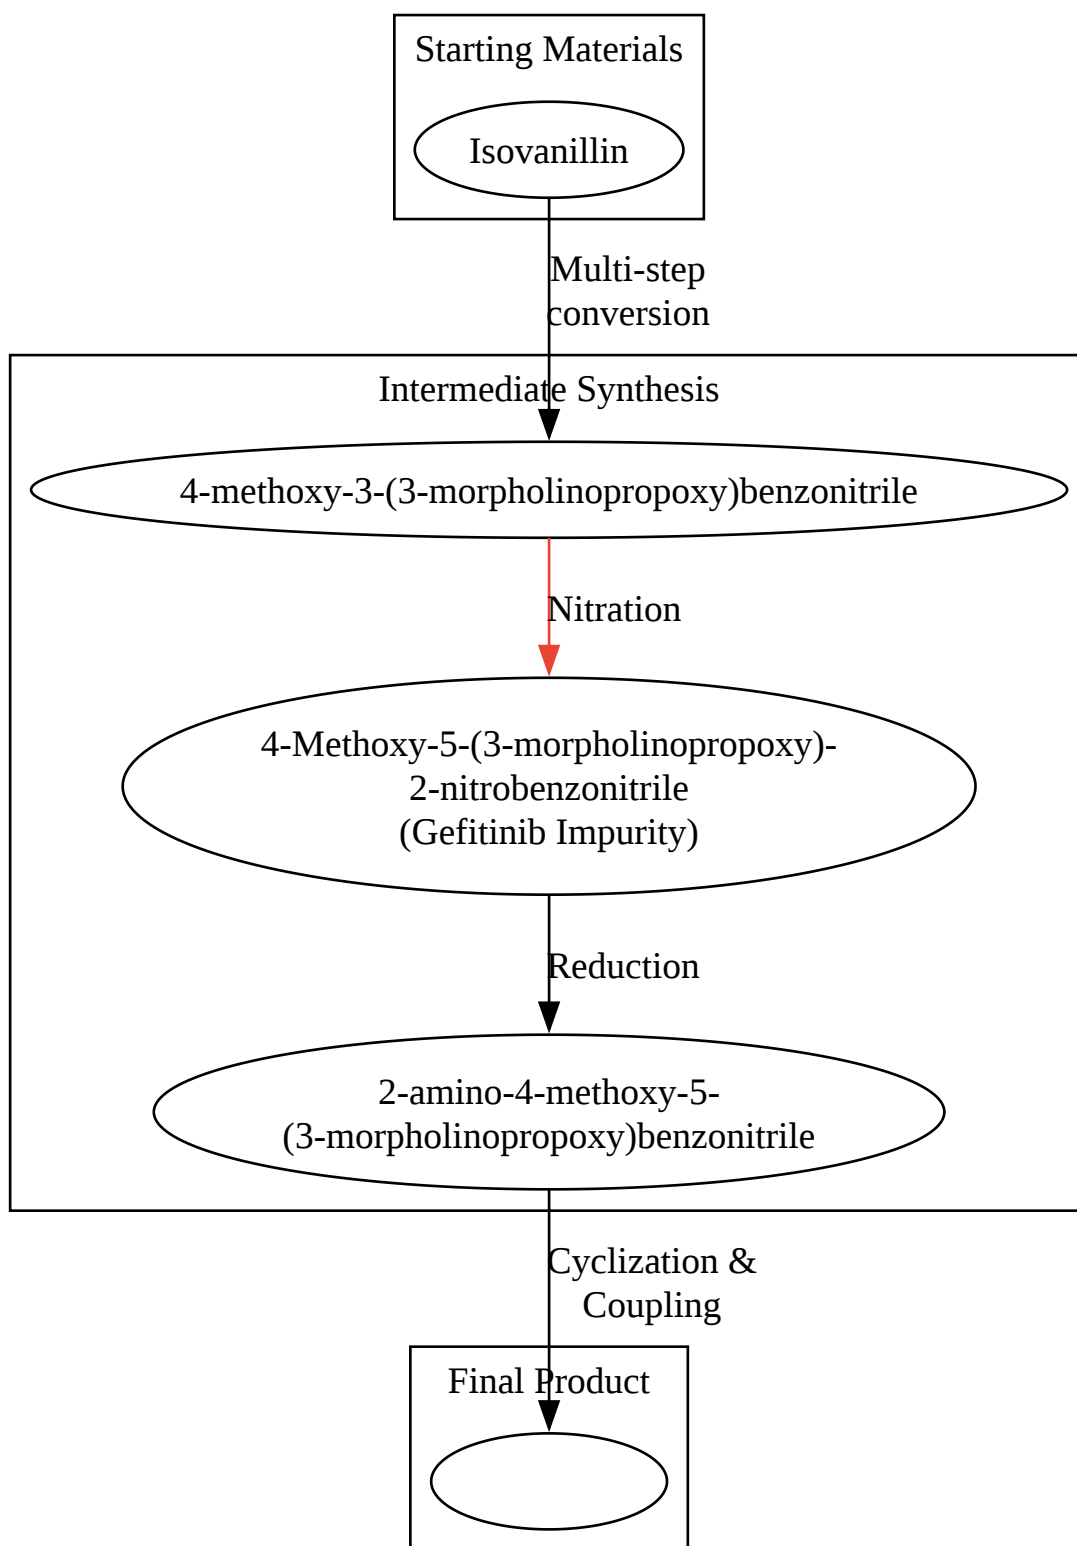 Starting Materials
Isovanillin
Multi-step
conversion
Intermediate Synthesis
4-methoxy-3-(3-morpholinopropoxy)benzonitrile
Nitration
4-Methoxy-5-(3-morpholinopropoxy)-
2-nitrobenzonitrile
(Gefitinib Impurity)
Reduction
2-amino-4-methoxy-5-
(3-morpholinopropoxy)benzonitrile
Cyclization &
Coupling
Final Product